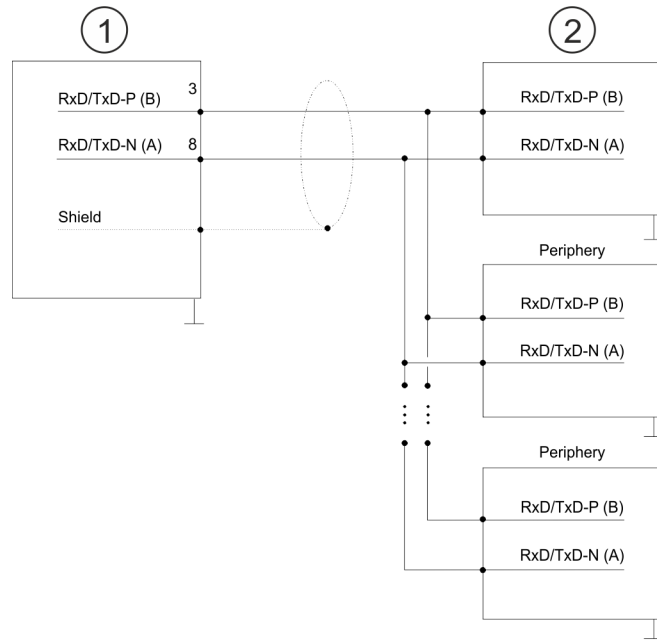 1
2
RxD/TxD-P (B)
3
RxD/TxD-N (A)
8
Shield
RxD/TxD-P (B)
RxD/TxD-N (A)
Periphery
RxD/TxD-P (B)
RxD/TxD-N (A)
Periphery
RxD/TxD-P (B)
RxD/TxD-N (A)